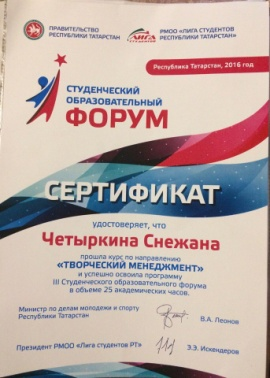 ПРАВИТЕЛЬСТВО
РЕСПУБЛИКИ ТАТАРСТАН
ЛИГА
СТУДЕНТОВ
РМОО «ЛИГА СТУДЕНТОВ
РЕСПУБЛИКИ ТАТАРСТАН»
Республика Татарстан, 2016 год
СТУДЕНЧЕСКИЙ
ОБРАЗОВАТЕЛЬНЫЙ
ФОРУМ
СЕРТИФИКАТ
удостоверяет, что
Четыркина Снежана
прошла курс по направлению
«ТВОРЧЕСКИЙ МЕНЕДЖМЕНТ»
и успешно освоила программу
III Студенческого образовательного форума
в объеме 25 академических часов.
Министр по делам молодежи и спорту
Республики Татарстан
В.А. Леонов
Президент РМОО «Лига студентов РТ»
Э.Э. Искендеров